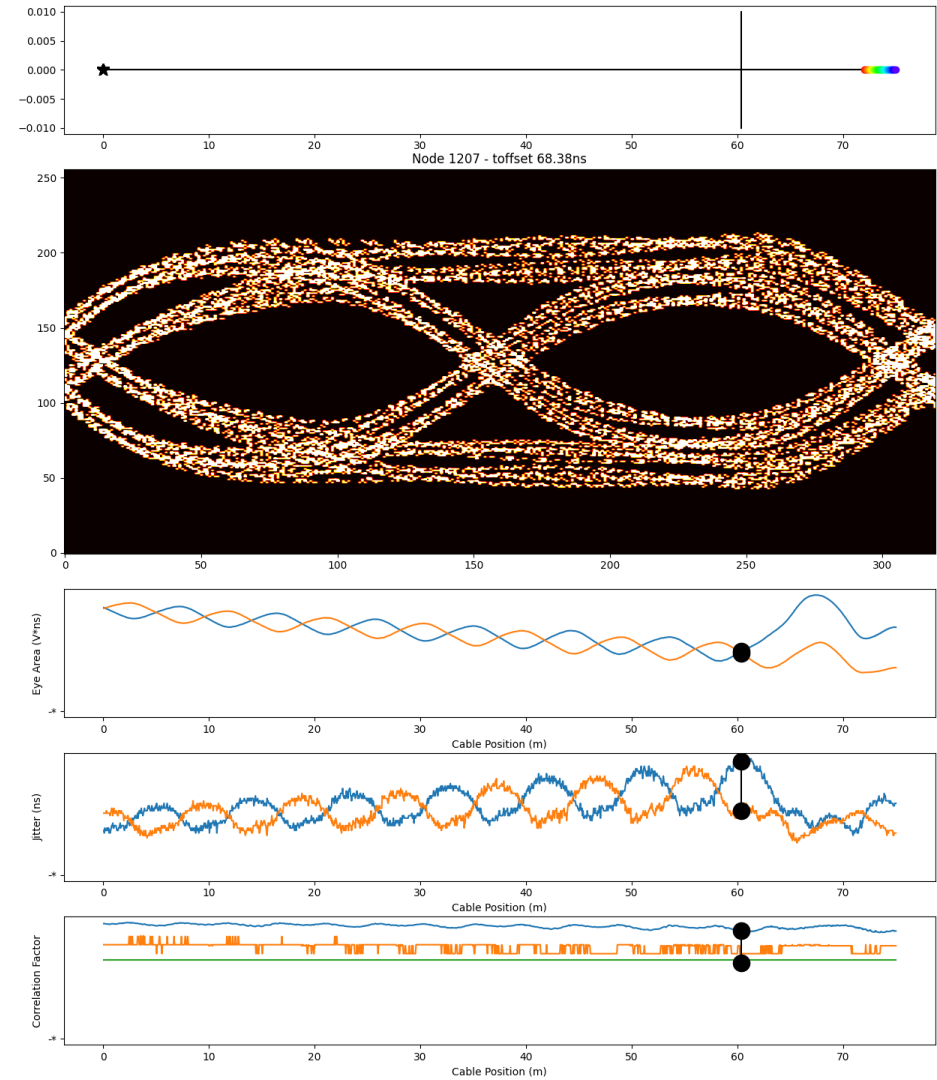 0.010
0.005
0.000
−0.005
−0.010
0 10 20 30 40 50 60 70
Node 1207 - toffset 68.38ns
250
200
150
100
50
0
0 50 100 150 200 250 300
Eye Area (V*ns)
-*
0 10 20 30 40 50 60 70
Cable Position (m)
Jitter (ns)
-*
0 10 20 30 40 50 60 70
Cable Position (m)
Correlation Factor
-*
0 10 20 30 40 50 60 70
Cable Position (m)